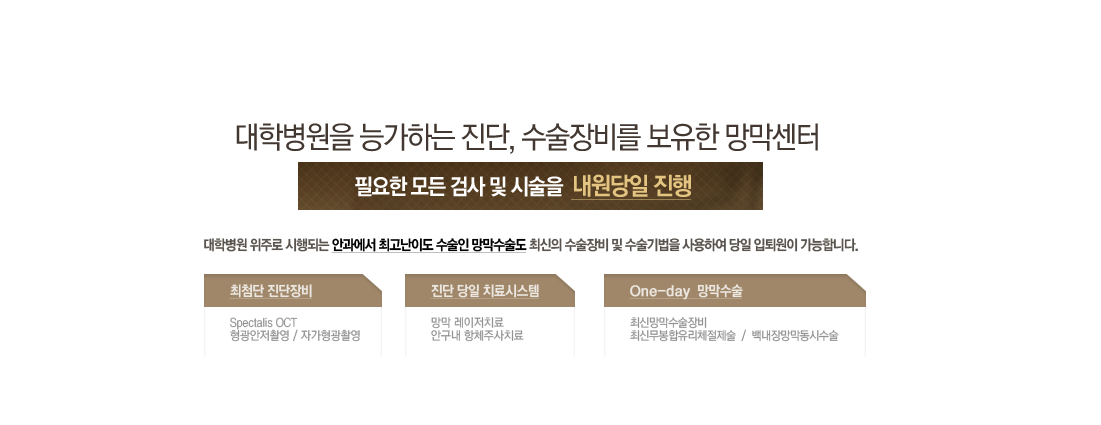 대학병원을 능가하는 진단, 수술장비를 보유한 망막센터
필요한 모든 검사 및 시술을 내원당일 진행
대학병원 위주로 시행되는 안과에서 최고난이도 수술인 망막수술도 최신의 수술장비 및 수술기법을 사용하여 당일 입퇴원이 가능합니다.
최첨단 진단장비
Spectalis OCT
형광안저촬영 / 자가형광촬영
진단 당일 치료시스템
망막 레이저치료
안구내 항체주사치료
One-day 망막수술
최신망막수술장비
최신무봉합유리체절제술 / 백내장망막동시수술